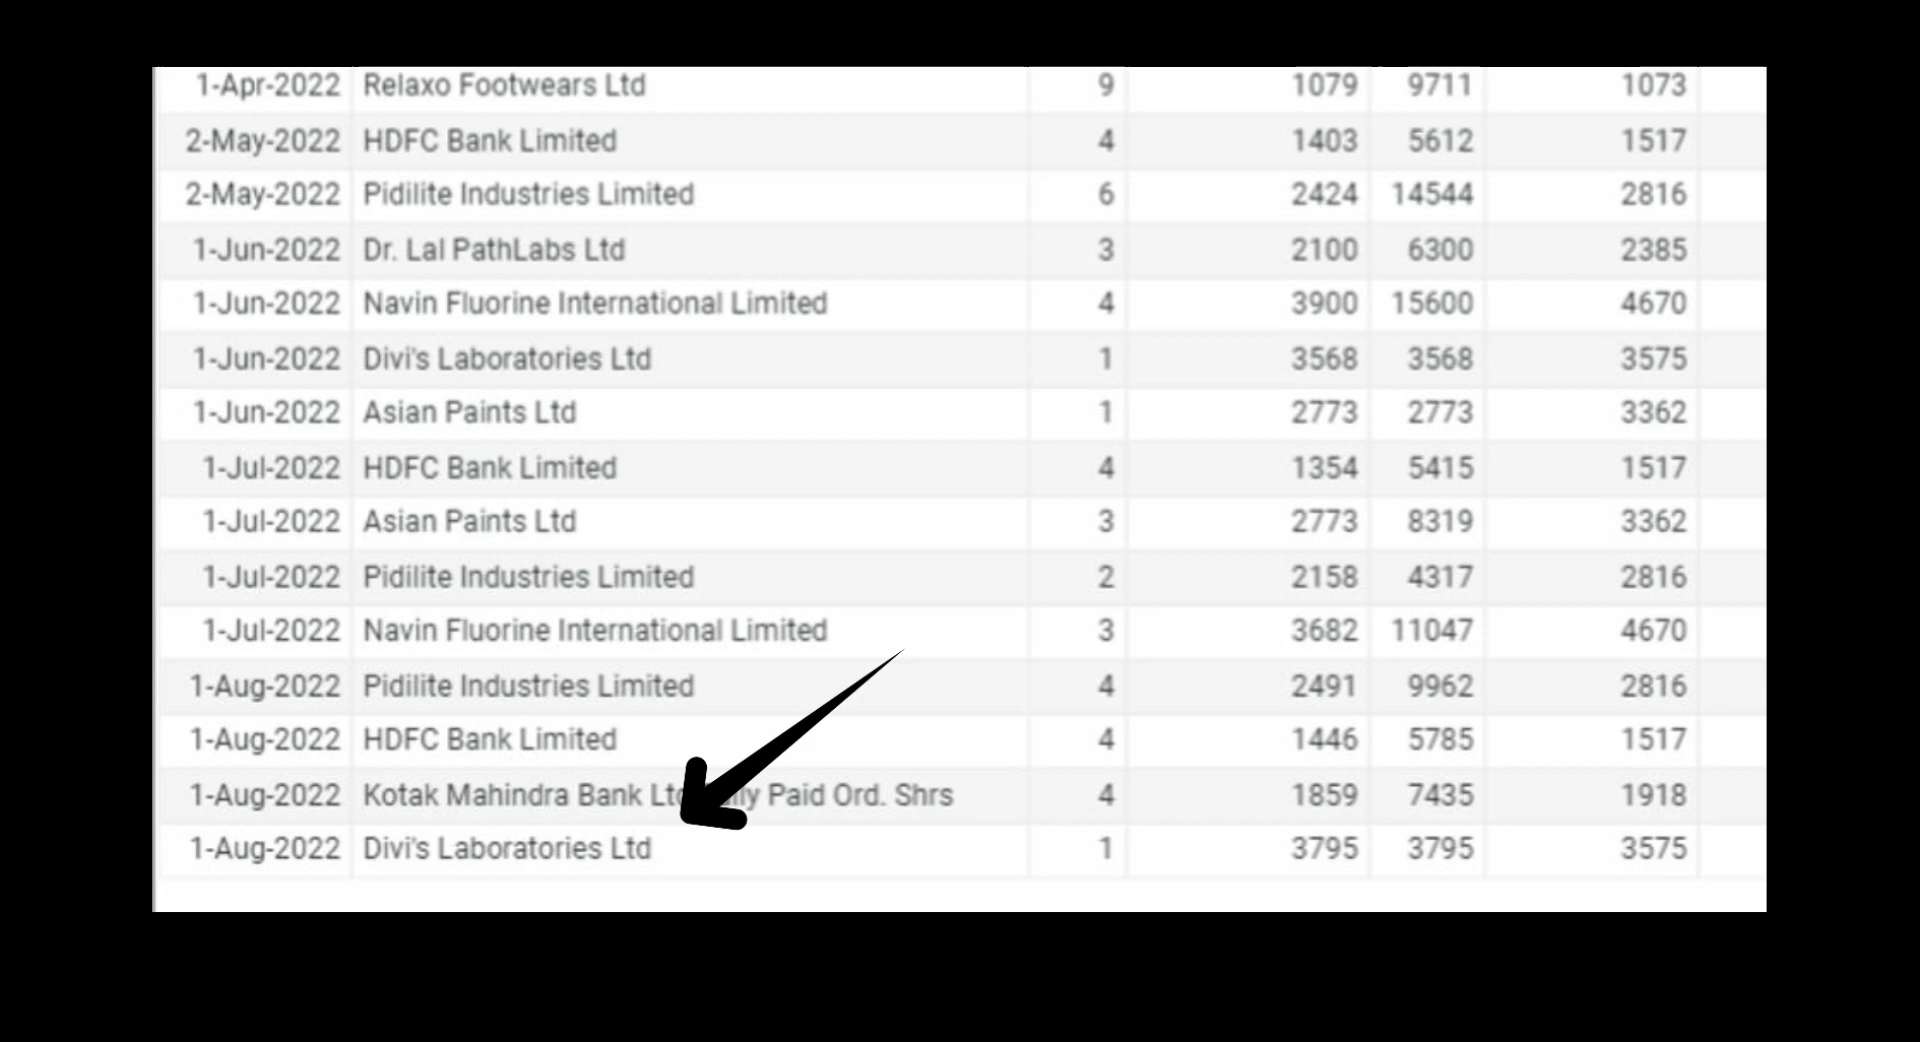 1-Apr-2022 Relaxo Footwears Ltd 9 1079 9711 1073
2-May-2022 HDFC Bank Limited 4 1403 5612 1517
2-May-2022 Pidilite Industries Limited 6 2424 14544 2816
1-Jun-2022 Dr. Lal PathLabs Ltd 3 2100 6300 2385
1-Jun-2022 Navin Fluorine International Limited 4 3900 15600 4670
1-Jun-2022 Divi's Laboratories Ltd 1 3568 3568 3575
1-Jun-2022 Asian Paints Ltd 1 2773 2773 3362
1-Jul-2022 HDFC Bank Limited 4 1354 5415 1517
1-Jul-2022 Asian Paints Ltd 3 2773 8319 3362
1-Jul-2022 Pidilite Industries Limited 2 2158 4317 2816
1-Jul-2022 Navin Fluorine International Limited 3 3682 11047 4670
1-Aug-2022 Pidilite Industries Limited 4 2491 9962 2816
1-Aug-2022 HDFC Bank Limited 4 1446 5785 1517
1-Aug-2022 Kotak Mahindra Bank Paid Ord. Shrs 4 1859 7435 1918
1-Aug-2022 Divi's Laboratories Ltd 1 3795 3795 3575